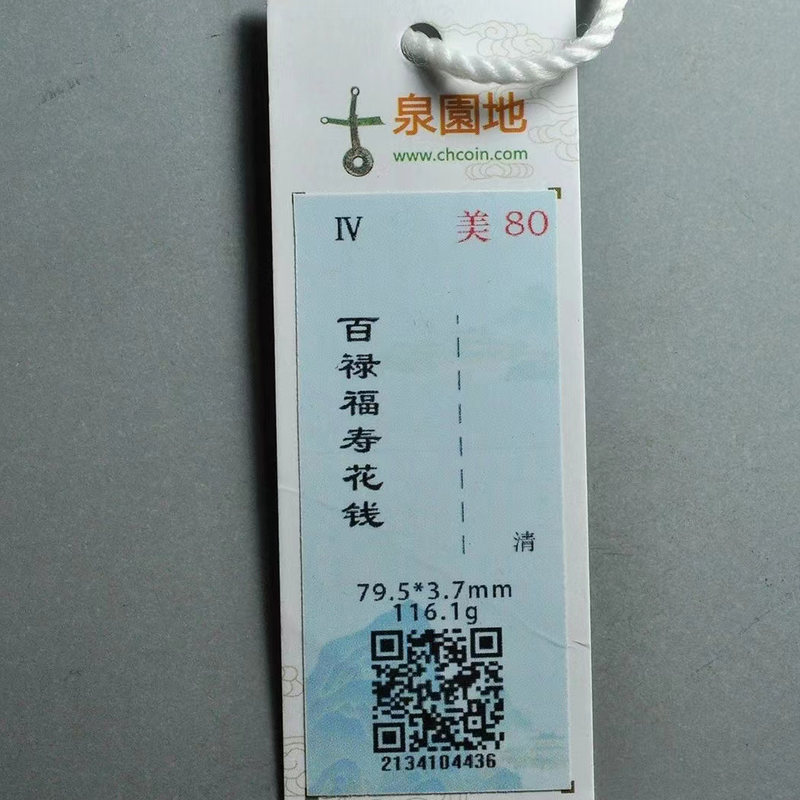 泉園地
www.chcoin.com
Ⅳ 美 80
百禄福寿花钱
清
79.5*3.7mm
116.1g
2134104436